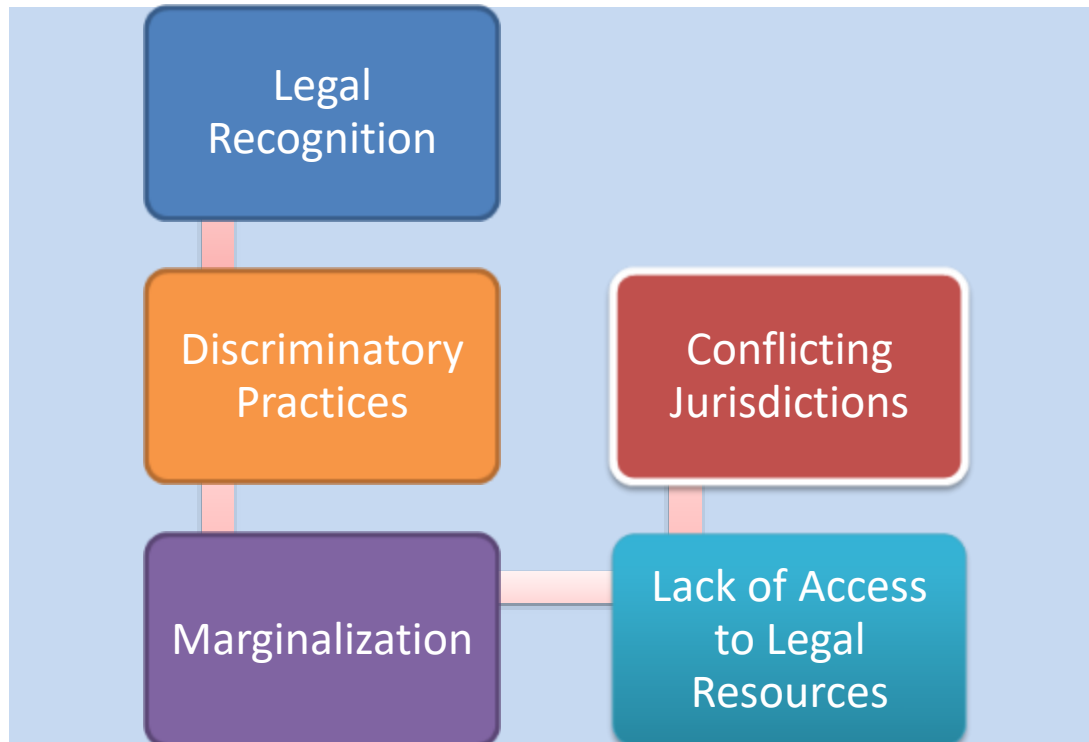 Legal
Recognition
Discriminatory
Practices
Marginalization
Lack of Access
to Legal
Resources
Conflicting
Jurisdictions